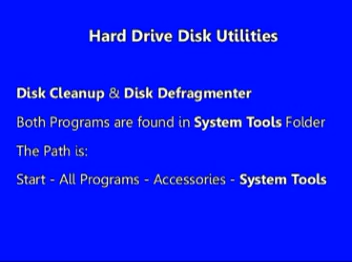 Hard Drive Disk Utilities
Disk Cleanup & Disk Defragmenter
Both Programs are found in System Tools Folder
The Path is:
Start - All Programs - Accessories - System Tools